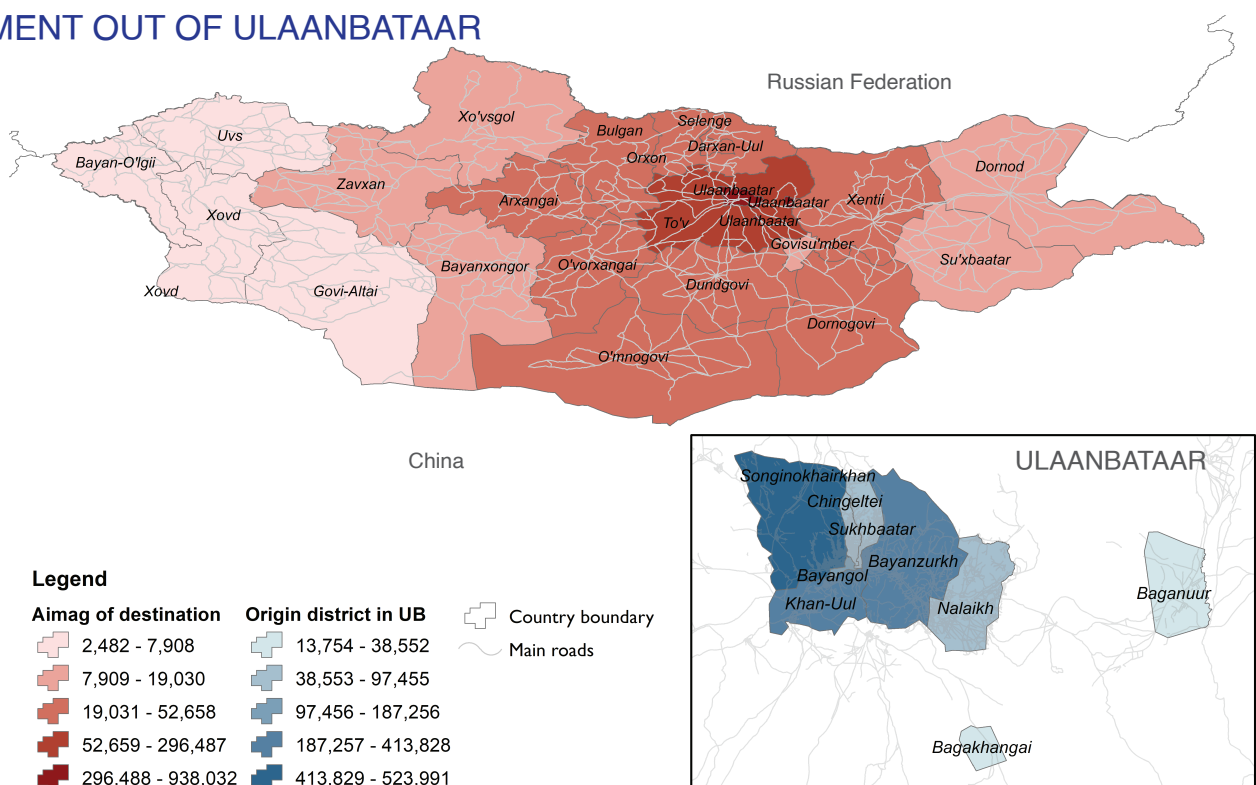 MENT OUT OF ULAANBATAAR
Russian Federation
Xo'vsgol
Bulgan
Selenge
Uvs
Darxan-Uul
Bayan-O'lgii
Orxon
Dornod
Zavxan
Ulaanbaatar
Arxangai
Ulaanbaatar
Xentii
Xovd
To'v
Ulaanbaatar
Govisu'mber
Su'xbaatar
Bayanxongor
O'vorxangai
Dundgovi
Xovd
Govi-Altai
Dornogovi
O'mnogovi
China
ULAANBATAAR
Songinokhairkhan
Chingeltei
Sukhbaatar
Bayanzurkh
Bayangol
Khan-Uul
Nalaikh
Baganuur
Bagakhangai
Legend
Aimag of destination
2,482 - 7,908
7,909 - 19,030
19,031 - 52,658
52,659 - 296,487
296,488 - 938,032
Origin district in UB
13,754 - 38,552
38,553 - 97,455
97,456 - 187,256
187,257 - 413,828
413,829 - 523,991
Country boundary
Main roads